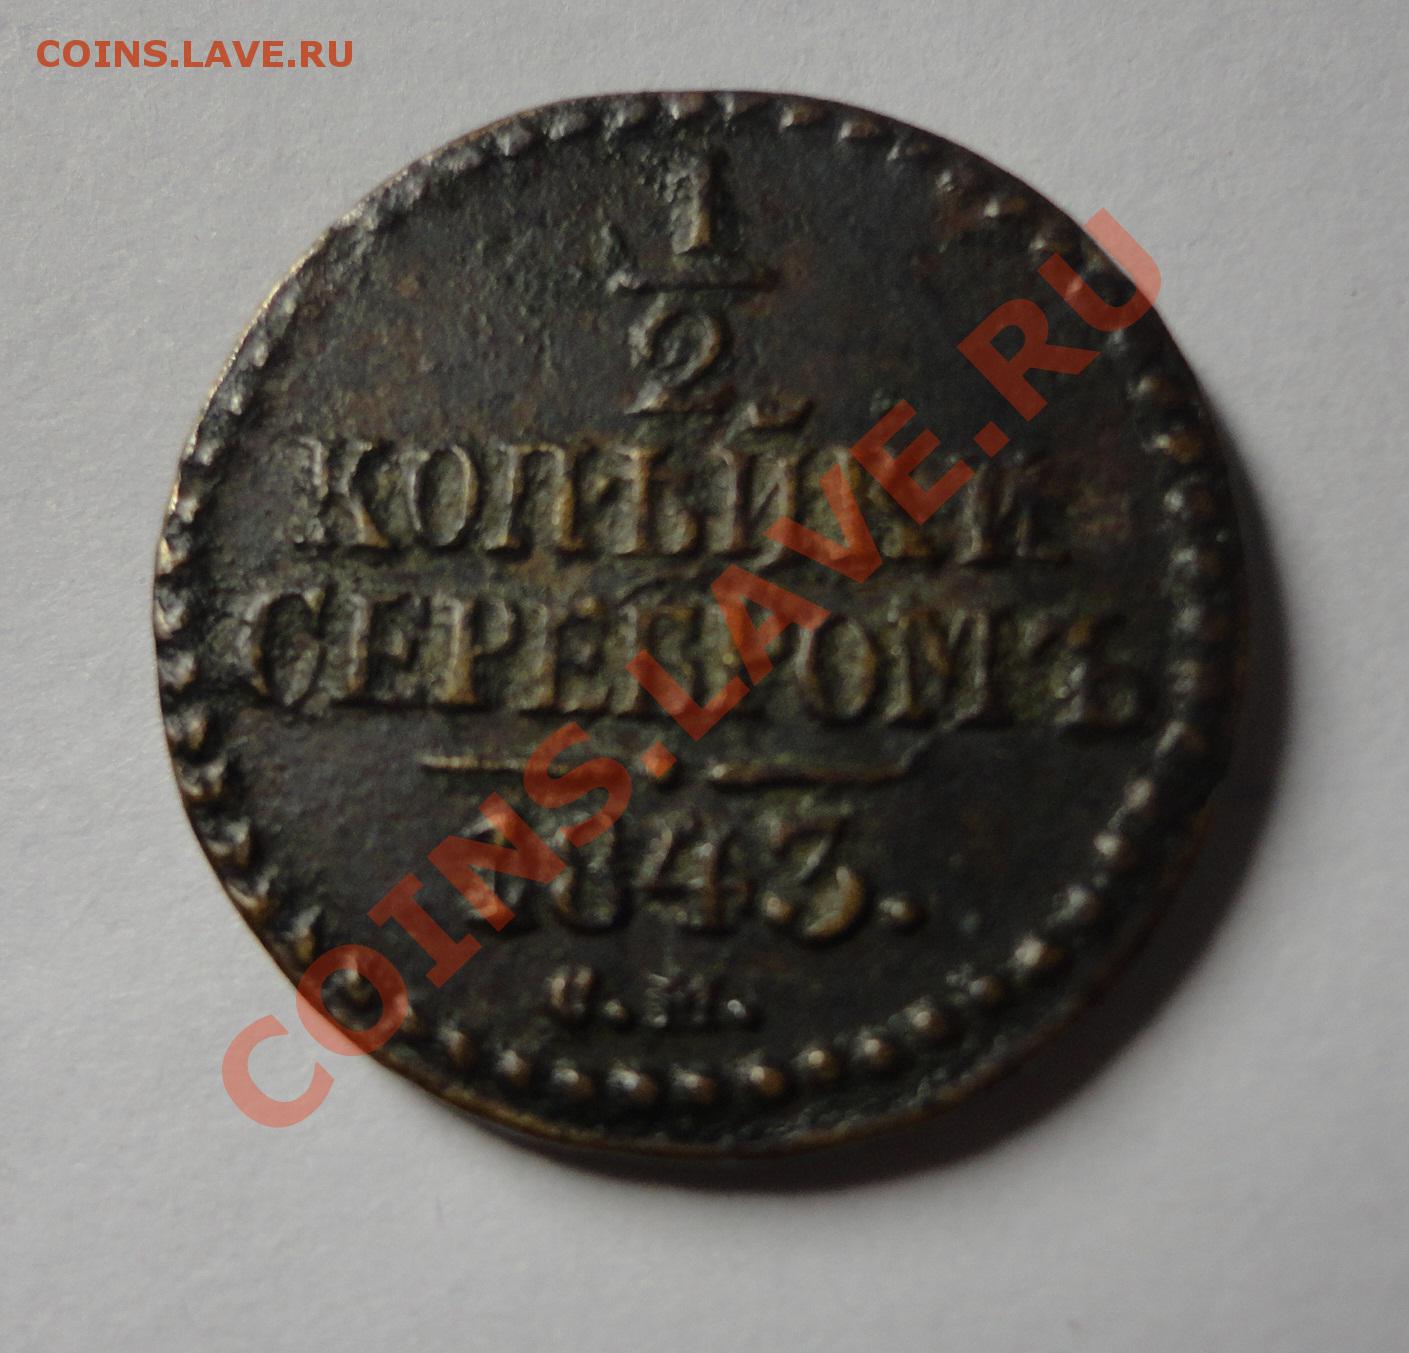 COINS.LAVE.RU
1
2
КОПѢЙКИ
СЕРЕБРОМЪ
1843.
COINS.LAVE.RU